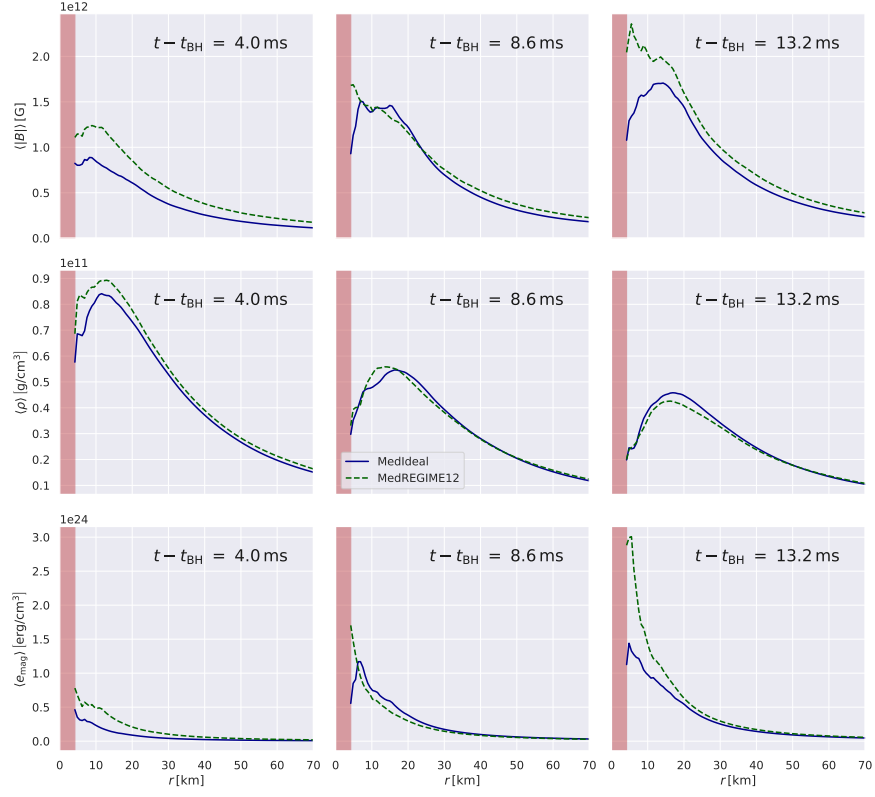 1e12
t − t_BH = 4.0 ms
t − t_BH = 8.6 ms
t − t_BH = 13.2 ms
⟨|B|⟩ [G]
2.0
1.5
1.0
0.5
0.0
1e11
t − t_BH = 4.0 ms
t − t_BH = 8.6 ms
t − t_BH = 13.2 ms
⟨ρ⟩ [g/cm³]
0.9
0.8
0.7
0.6
0.5
0.4
0.3
0.2
0.1
MedIdeal
MedREGIME12
1e24
t − t_BH = 4.0 ms
t − t_BH = 8.6 ms
t − t_BH = 13.2 ms
⟨e_mag⟩ [erg/cm³]
3.0
2.5
2.0
1.5
1.0
0.5
0.0
0 10 20 30 40 50 60 70
0 10 20 30 40 50 60 70
0 10 20 30 40 50 60 70
r [km]
r [km]
r [km]